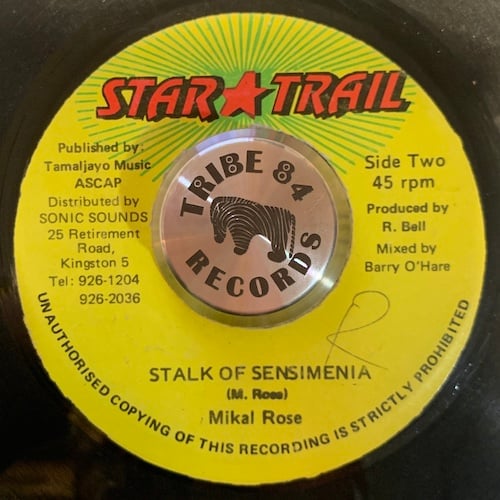 STAR TRAIL
Published by:
Tamaljayo Music
ASCAP
Distributed by
SONIC SOUNDS
25 Retirement
Road,
Kingston 5
Tel: 926-1204
926-2036
TRIBE 84
RECORDS
Side Two
45 rpm
Produced by
R. Bell
Mixed by
Barry O'Hare
R
STALK OF SENSIMENIA
(M. Rose)
Mikal Rose
UNAUTHORISED COPYING OF THIS RECORDING IS STRICTLY PROHIBITED